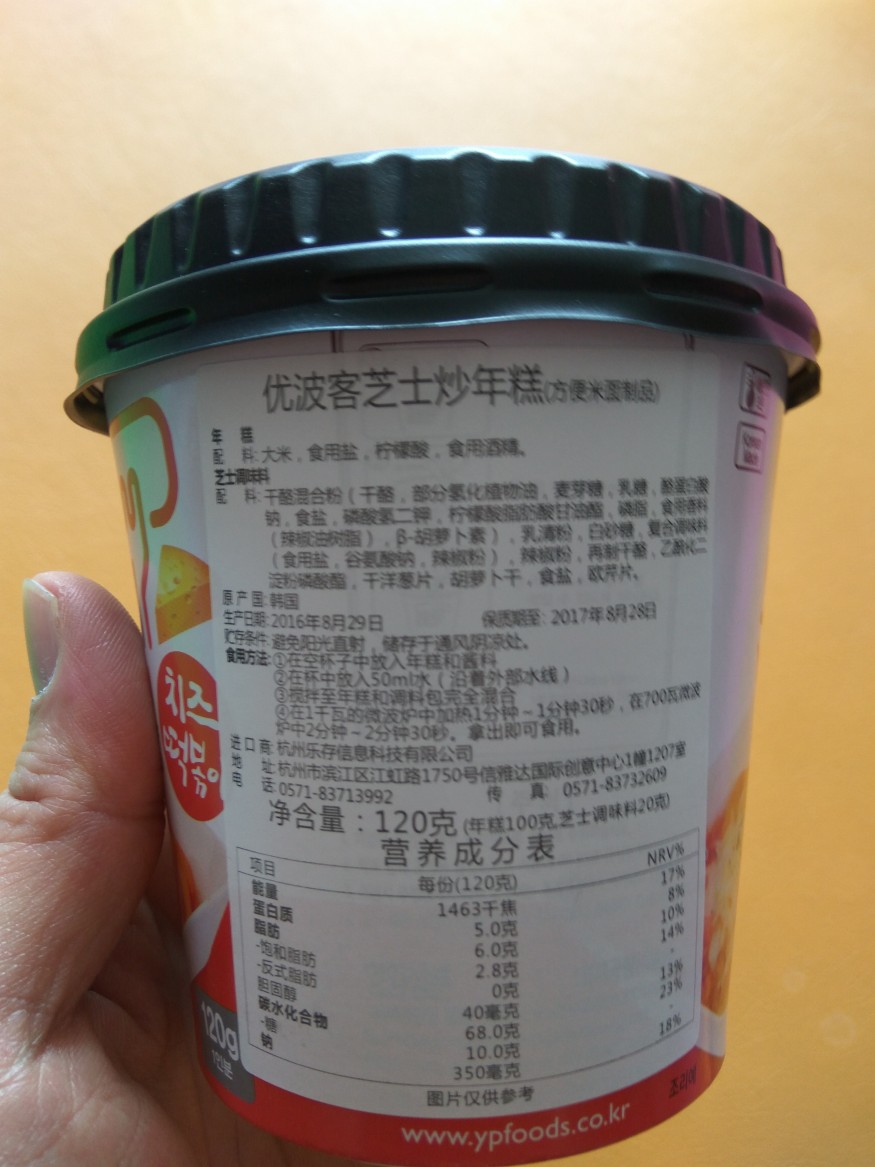 优波客芝士炒年糕(方便米面制品)
年 糕
配 料:大米，食用盐，柠檬酸，食用酒精。
芝士调味料
配 料:干酪混合粉（干酪，部分氢化植物油，麦芽糖，乳糖，酪蛋白酸
钠，食盐，磷酸氢二钾，柠檬酸脂肪酸甘油酯，磷脂，食用香料
（辣椒油树脂），β-胡萝卜素），乳清粉，白砂糖，复合调味料
（食用盐，谷氨酸钠，辣椒粉），辣椒粉，再制干酪，乙酰化二
淀粉磷酸酯，干洋葱片，胡萝卜干，食盐，欧芹片。
原产国:韩国
生产日期:2016年8月29日 保质期至:2017年8月28日
贮存条件:避免阳光直射，储存于通风阴凉处。
食用方法:①在空杯子中放入年糕和酱料
②在杯中放入50ml水（沿着外部水线）
③搅拌至年糕和调料包完全混合
④在1千瓦的微波炉中加热1分钟－1分钟30秒，在700瓦微波
炉中2分钟－2分钟30秒。拿出即可食用。
进口商:杭州乐存信息科技有限公司
地 址:杭州市滨江区江虹路1750号信雅达国际创意中心1幢1207室
电 话:0571-83713992 传 真: 0571-83732609
净含量：120克(年糕100克,芝士调味料20克)
营养成分表
项目 每份(120克) NRV%
能量 1463千焦 17%
蛋白质 5.0克 8%
脂肪 6.0克 10%
-饱和脂肪 2.8克 14%
-反式脂肪 0克 -
胆固醇 40毫克 13%
碳水化合物 68.0克 23%
-糖 10.0克 -
钠 350毫克 18%
图片仅供参考
www.ypfoods.co.kr
치즈
떡볶이
120g
1인분
조리예